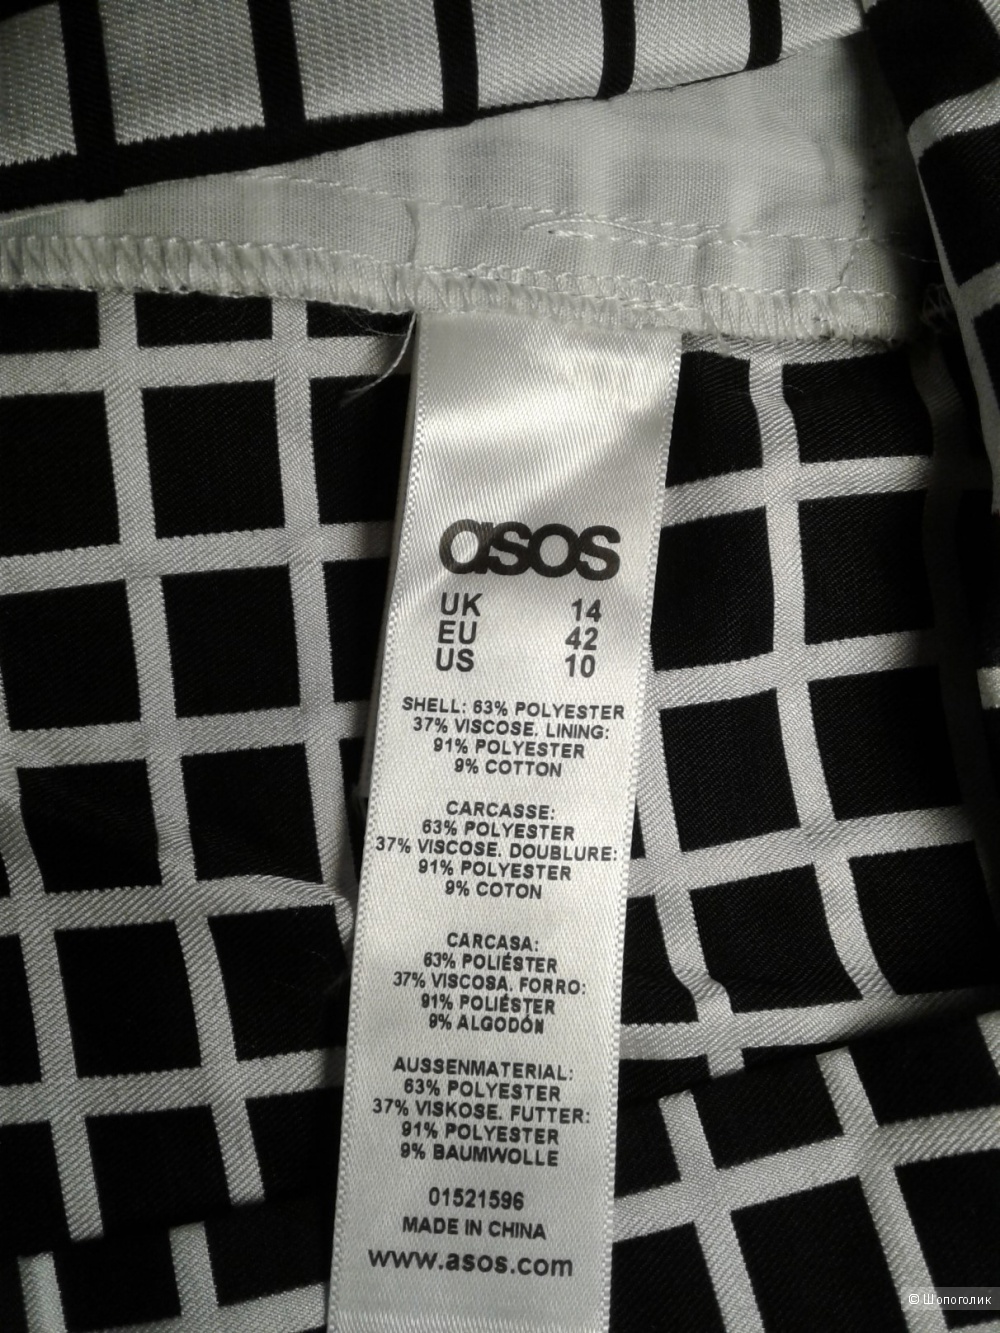 asos
UK 14
EU 42
US 10
SHELL: 63% POLYESTER
37% VISCOSE. LINING:
91% POLYESTER
9% COTTON
CARCASSE:
63% POLYESTER
37% VISCOSE. DOUBLURE:
91% POLYESTER
9% COTON
CARCASA:
63% POLIÉSTER
37% VISCOSA. FORRO:
91% POLIÉSTER
9% ALGODÓN
AUSSENMATERIAL:
63% POLYESTER
37% VISKOSE. FUTTER:
91% POLYESTER
9% BAUMWOLLE
01521596
MADE IN CHINA
www.asos.com
© Шопоголик